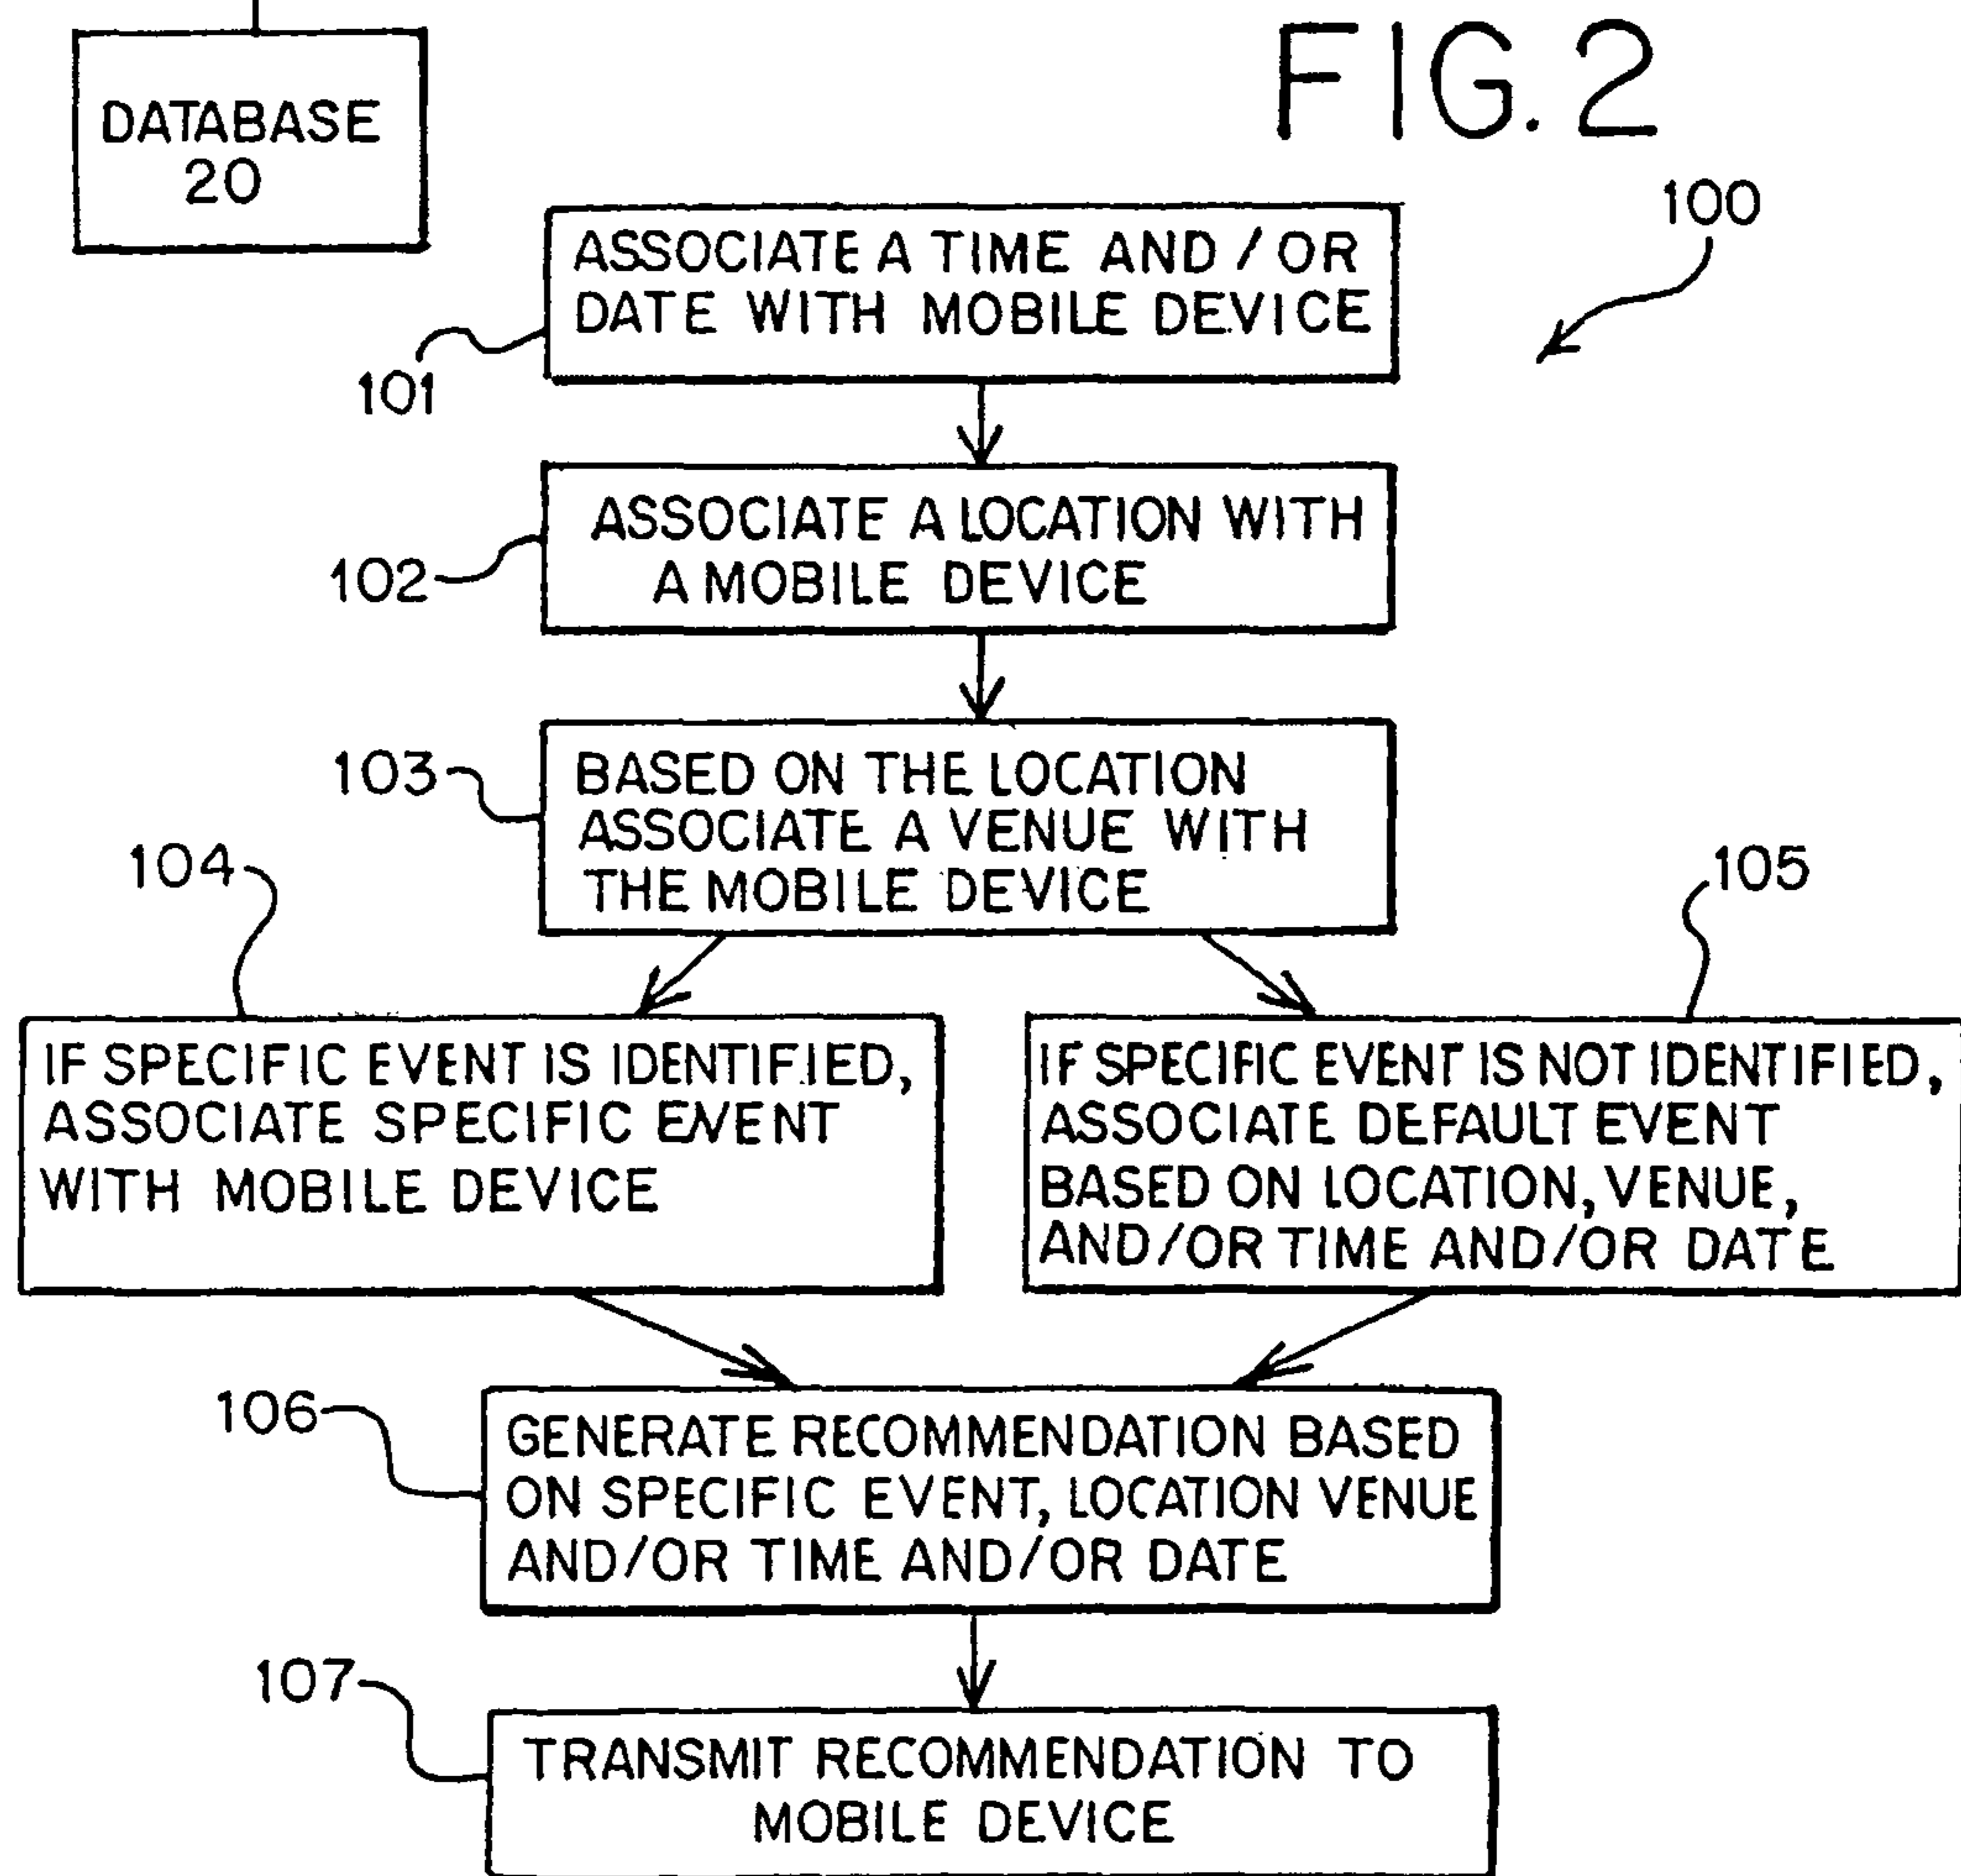 DATABASE
20
FIG. 2
100
ASSOCIATE A TIME AND / OR
DATE WITH MOBILE DEVICE
101
ASSOCIATE A LOCATION WITH
A MOBILE DEVICE
102
103
BASED ON THE LOCATION
ASSOCIATE A VENUE WITH
THE MOBILE DEVICE
104
105
IF SPECIFIC EVENT IS IDENTIFIED,
ASSOCIATE SPECIFIC EVENT
WITH MOBILE DEVICE
IF SPECIFIC EVENT IS NOT IDENTIFIED,
ASSOCIATE DEFAULT EVENT
BASED ON LOCATION, VENUE,
AND/OR TIME AND/OR DATE
106
GENERATE RECOMMENDATION BASED
ON SPECIFIC EVENT, LOCATION VENUE
AND/OR TIME AND/OR DATE
107
TRANSMIT RECOMMENDATION TO
MOBILE DEVICE